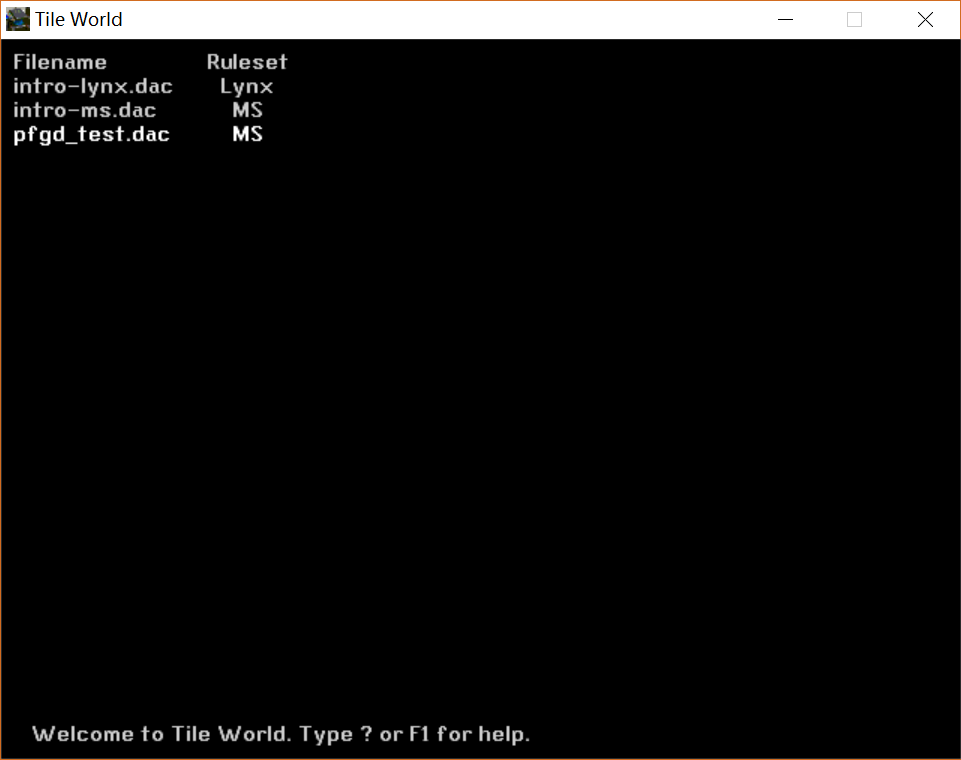 Tile World
Filename Ruleset
intro-lynx.dac Lynx
intro-ms.dac MS
pfgd_test.dac MS
Welcome to Tile World. Type ? or F1 for help.